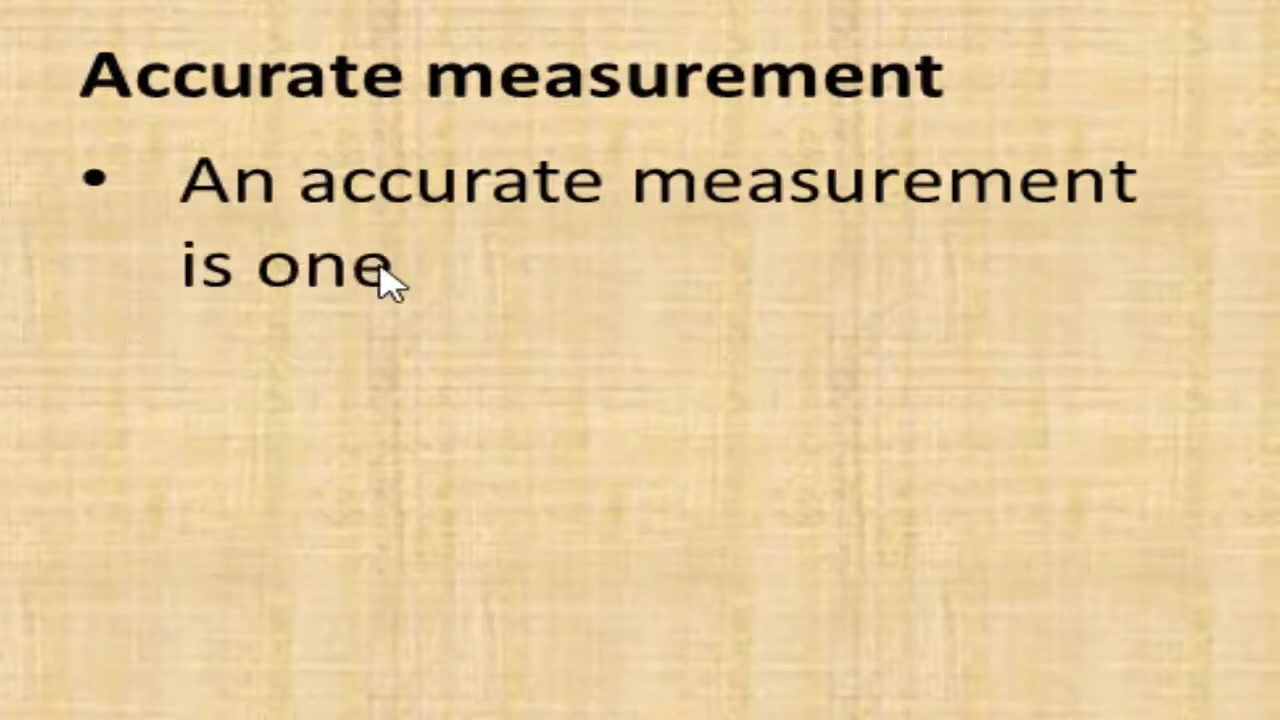 Accurate measurement
• An accurate measurement
is one